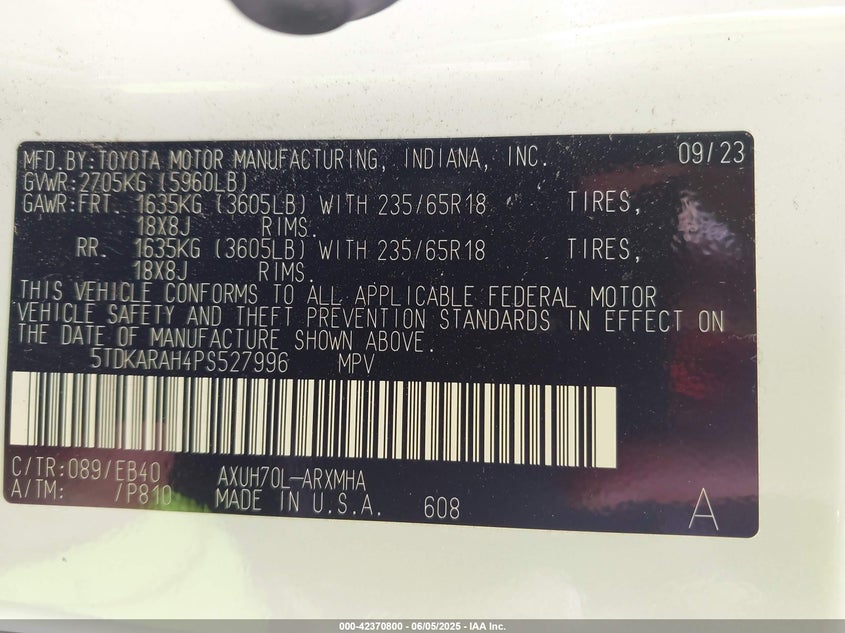 MFD.BY:TOYOTA MOTOR MANUFACTURING, INDIANA, INC. 09/23
GVWR:2705KG (5960LB)
GAWR:FRT. 1635KG (3605LB) WITH 235/65R18 TIRES,
18X8J RIMS.
RR. 1635KG (3605LB) WITH 235/65R18 TIRES,
18X8J RIMS.
THIS VEHICLE CONFORMS TO ALL APPLICABLE FEDERAL MOTOR
VEHICLE SAFETY AND THEFT PREVENTION STANDARDS IN EFFECT ON
THE DATE OF MANUFACTURE SHOWN ABOVE.
5TDKARAH4PS527996 MPV
C/TR:089/EB40 AXUH70L-ARXMHA
A/TM: /P810 MADE IN U.S.A. 608 A
000-42370800 - 06/05/2025 - IAA Inc.